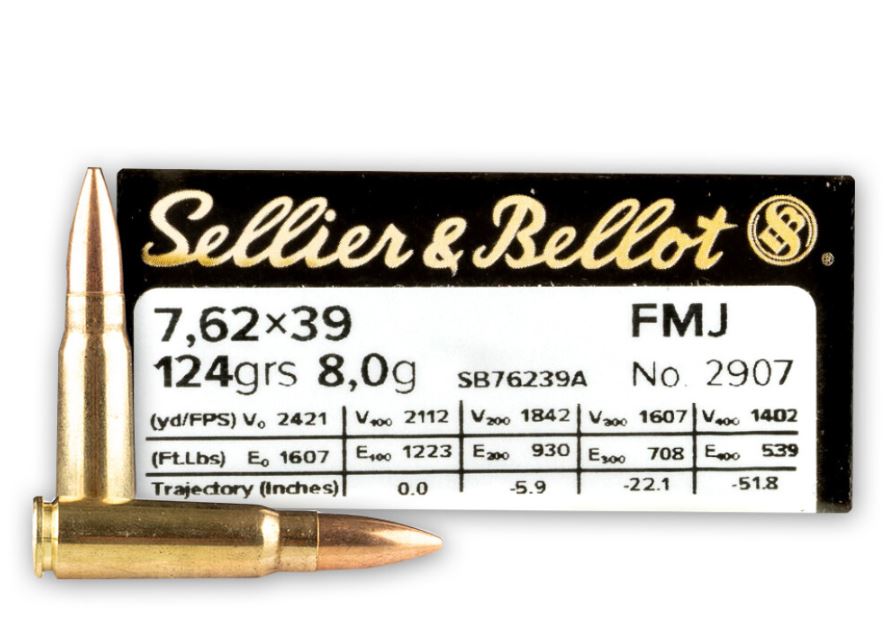 Sellier & Bellot SB ®
7,62×39 FMJ
124grs 8,0g SB76239A No. 2907
(yd/FPS) V₀ 2421 V₁₀₀ 2112 V₂₀₀ 1842 V₃₀₀ 1607 V₄₀₀ 1402
(Ft.Lbs) E₀ 1607 E₁₀₀ 1223 E₂₀₀ 930 E₃₀₀ 708 E₄₀₀ 539
Trajectory (Inches) 0.0 -5.9 -22.1 -51.8